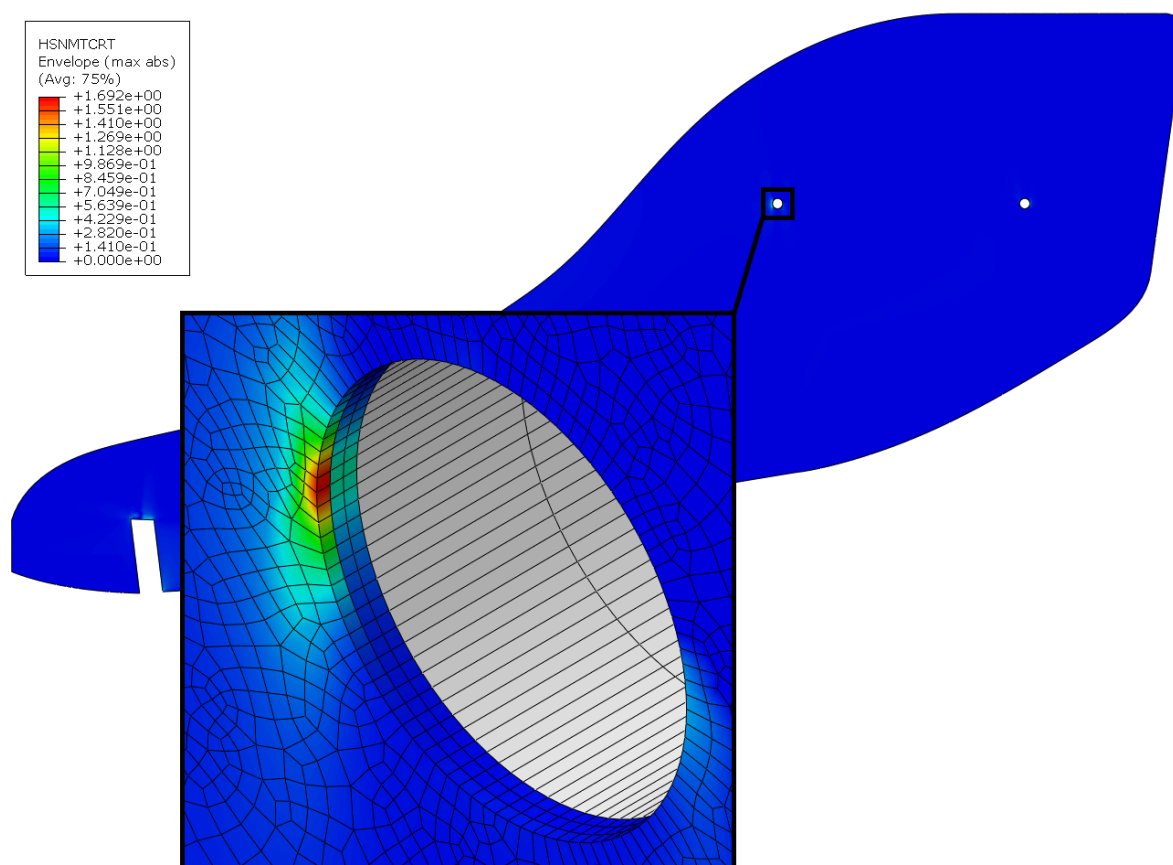 HSNMTCRT
Envelope (max abs)
(Avg: 75%)
+1.692e+00
+1.551e+00
+1.410e+00
+1.269e+00
+1.128e+00
+9.869e-01
+8.459e-01
+7.049e-01
+5.639e-01
+4.229e-01
+2.820e-01
+1.410e-01
+0.000e+00